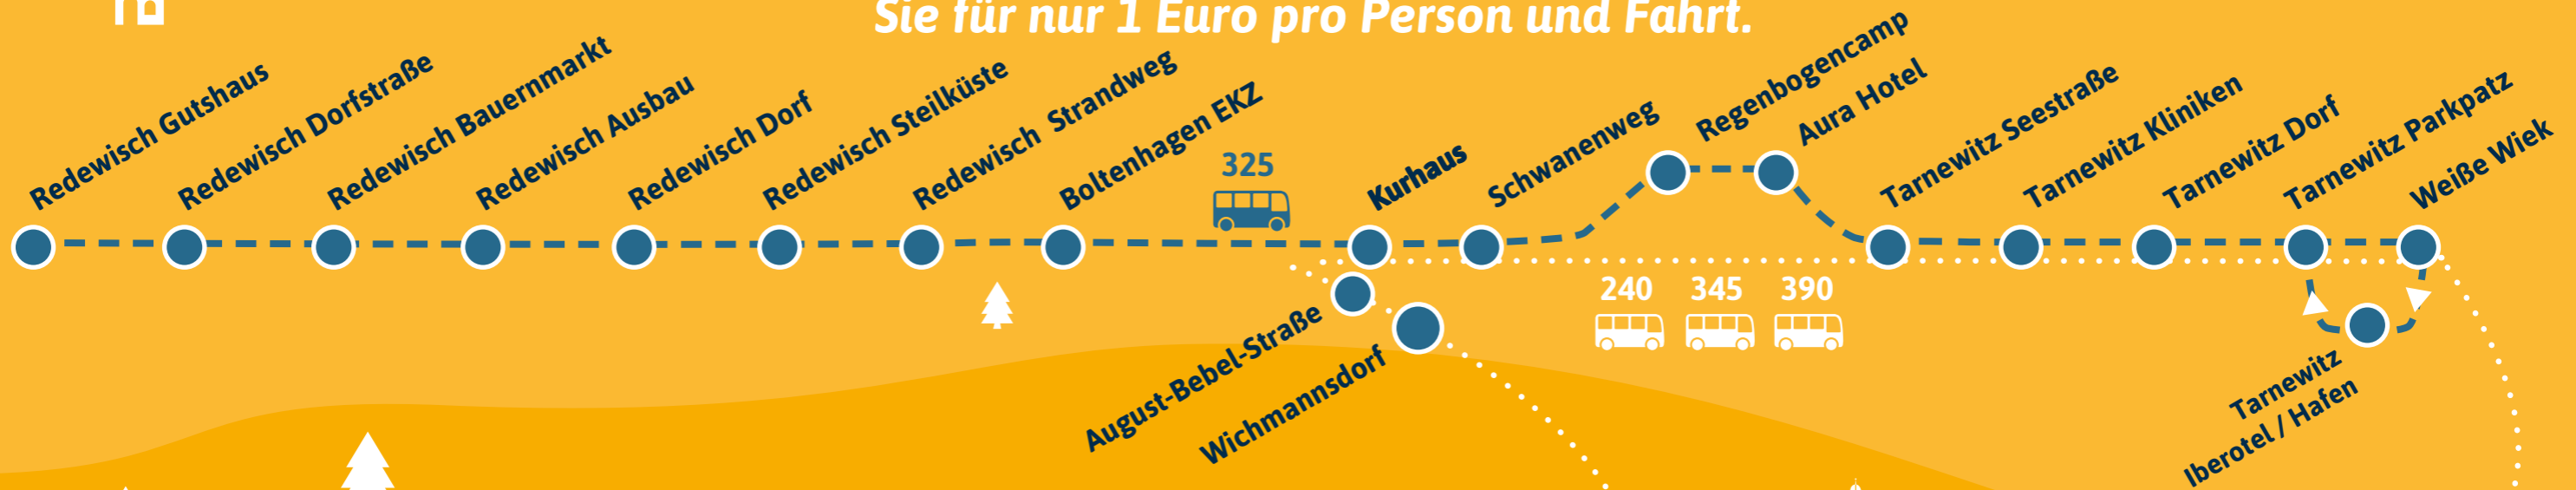 Sie für nur 1 Euro pro Person und Fahrt.
Redewisch Gutshaus
Redewisch Dorfstraße
Redewisch Bauernmarkt
Redewisch Ausbau
Redewisch Dorf
Redewisch Steilküste
Redewisch Strandweg
Boltenhagen EKZ
325
Kurhaus
Schwanenweg
Regenbogencamp
Aura Hotel
Tarnewitz Seestraße
Tarnewitz Kliniken
Tarnewitz Dorf
Tarnewitz Parkpatz
Weiße Wiek
240 345 390
August-Bebel-Straße
Wichmannsdorf
Tarnewitz
Iberotel / Hafen